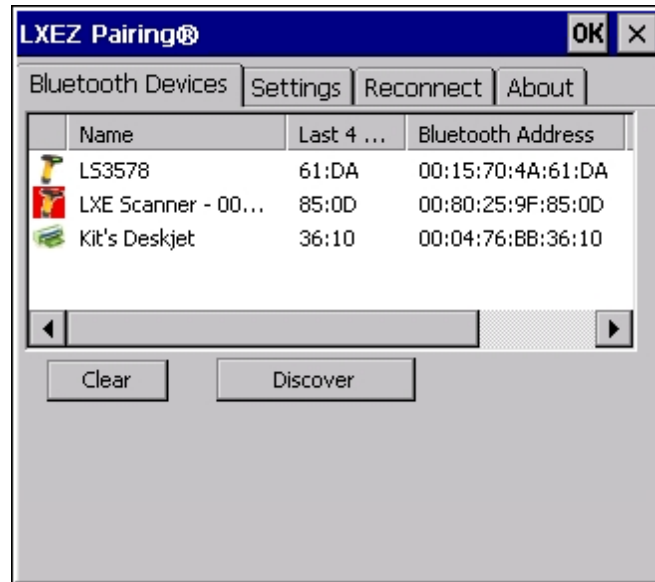 LXEZ Pairing® OK ×
Bluetooth Devices Settings Reconnect About
Name Last 4 ... Bluetooth Address
LS3578 61:DA 00:15:70:4A:61:DA
LXE Scanner - 00... 85:0D 00:80:25:9F:85:0D
Kit's Deskjet 36:10 00:04:76:BB:36:10
Clear Discover